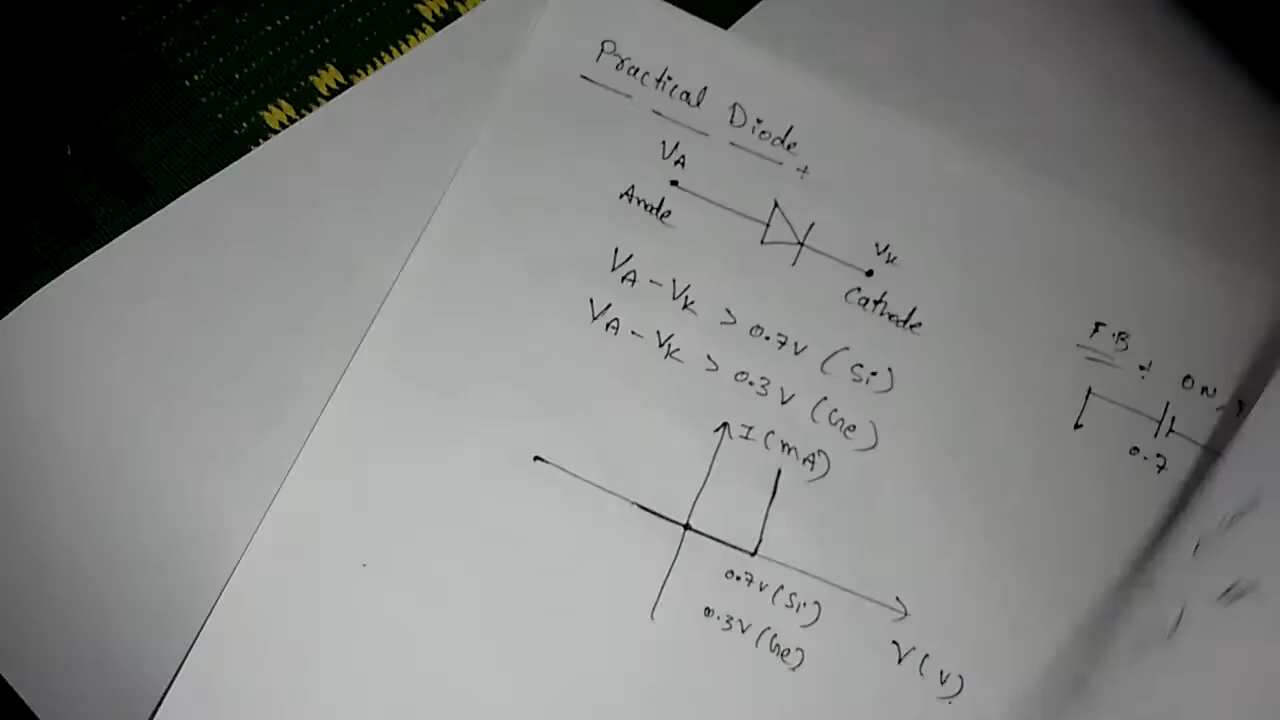 Practical Diode
+
VA
Anode
VK
Cathode
VA - VK > 0.7V (Si)
VA - VK > 0.3V (Ge)
I (mA)
0.7V (Si)
0.3V (Ge)
V(V)
F.B
ON
0.7